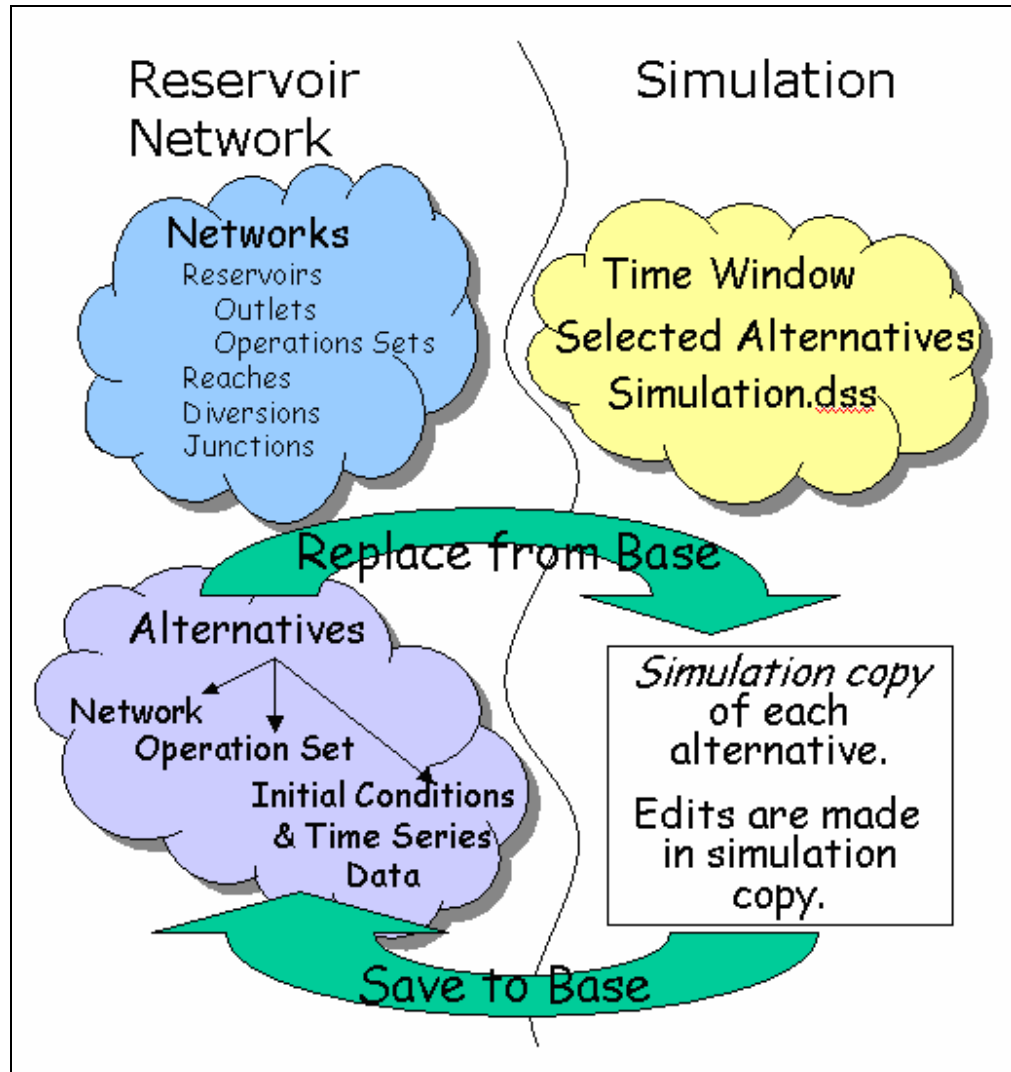 Reservoir
Network
Simulation
Networks
Reservoirs
Outlets
Operations Sets
Reaches
Diversions
Junctions
Time Window
Selected Alternatives
Simulation.dss
Replace from Base
Alternatives
Network
Operation Set
Initial Conditions
& Time Series
Data
Simulation copy
of each
alternative.
Edits are made
in simulation
copy.
Save to Base